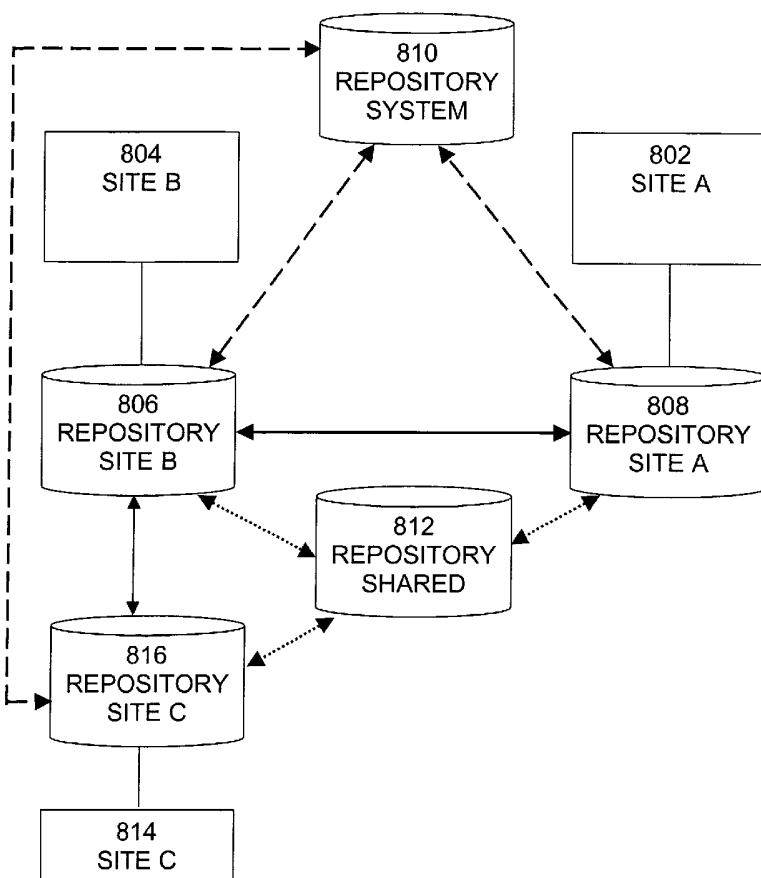 810
REPOSITORY
SYSTEM
804
SITE B
802
SITE A
806
REPOSITORY
SITE B
808
REPOSITORY
SITE A
812
REPOSITORY
SHARED
816
REPOSITORY
SITE C
814
SITE C